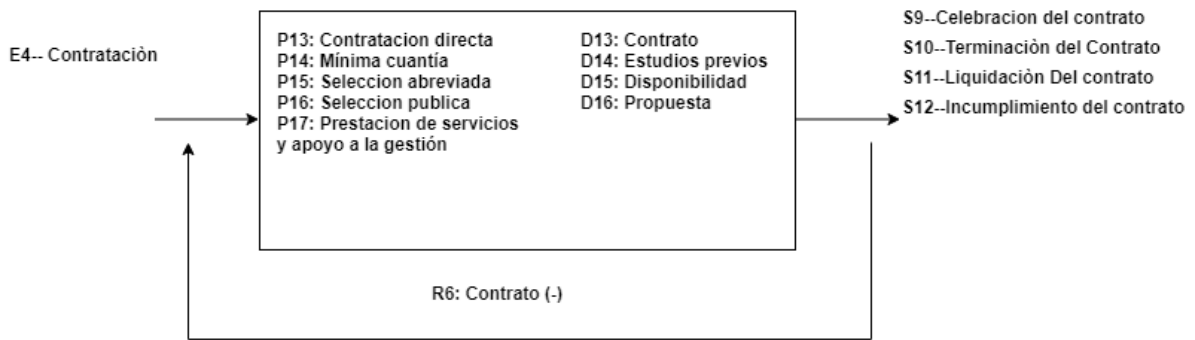 E4-- Contrataciòn
P13: Contratacion directa
P14: Mínima cuantía
P15: Seleccion abreviada
P16: Seleccion publica
P17: Prestacion de servicios
y apoyo a la gestión
D13: Contrato
D14: Estudios previos
D15: Disponibilidad
D16: Propuesta
S9--Celebracion del contrato
S10--Terminaciòn del Contrato
S11--Liquidaciòn Del contrato
S12--Incumplimiento del contrato
R6: Contrato (-)